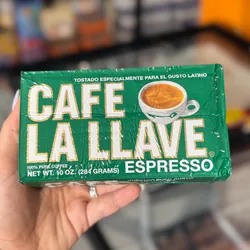 TOSTADO ESPECIALMENTE PARA EL GUSTO LATINO
CAFE
LA LLAVE®
100% PURE COFFEE
NET WT. 10 OZ. (284 GRAMS)
ESPRESSO